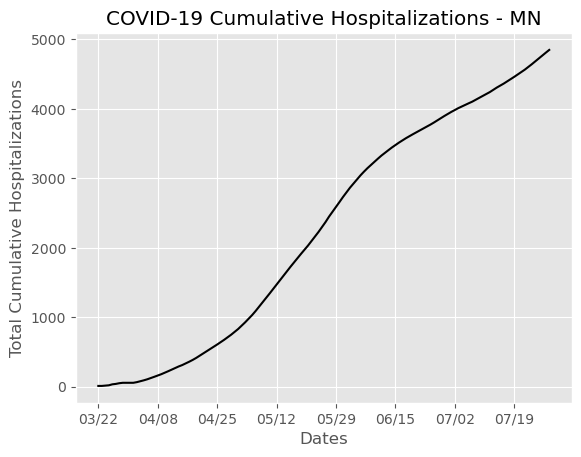 COVID-19 Cumulative Hospitalizations - MN
Total Cumulative Hospitalizations
5000
4000
3000
2000
1000
0
03/22 04/08 04/25 05/12 05/29 06/15 07/02 07/19
Dates